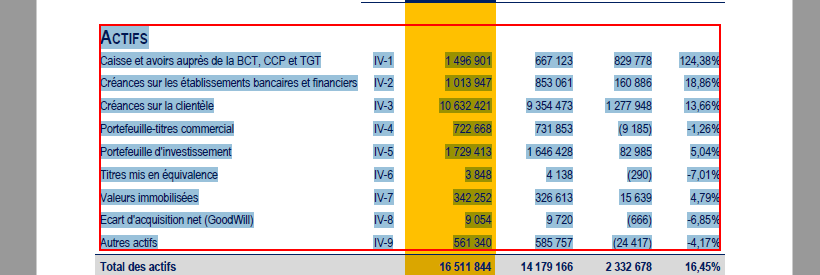 ACTIFS
Caisse et avoirs auprès de la BCT, CCP et TGT IV-1 1 496 901 667 123 829 778 124,38%
Créances sur les établissements bancaires et financiers IV-2 1 013 947 853 061 160 886 18,86%
Créances sur la clientèle IV-3 10 632 421 9 354 473 1 277 948 13,66%
Portefeuille-titres commercial IV-4 722 668 731 853 (9 185) -1,26%
Portefeuille d'investissement IV-5 1 729 413 1 646 428 82 985 5,04%
Titres mis en équivalence IV-6 3 848 4 138 (290) -7,01%
Valeurs immobilisées IV-7 342 252 326 613 15 639 4,79%
Ecart d'acquisition net (GoodWill) IV-8 9 054 9 720 (666) -6,85%
Autres actifs IV-9 561 340 585 757 (24 417) -4,17%
Total des actifs 16 511 844 14 179 166 2 332 678 16,45%